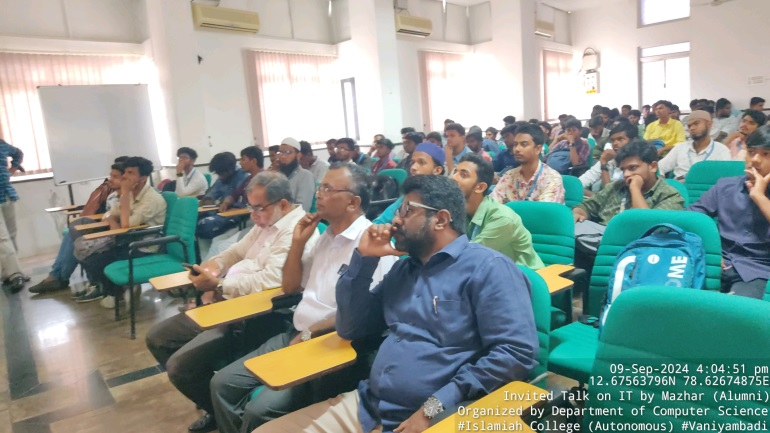 OME
09-Sep-2024 4:04:51 pm
12.67563796N 78.62674875E
Invited Talk on IT by Mazhar (Alumni)
Organized by Department of Computer Science
#Islamiah College (Autonomous) #Vaniyambadi